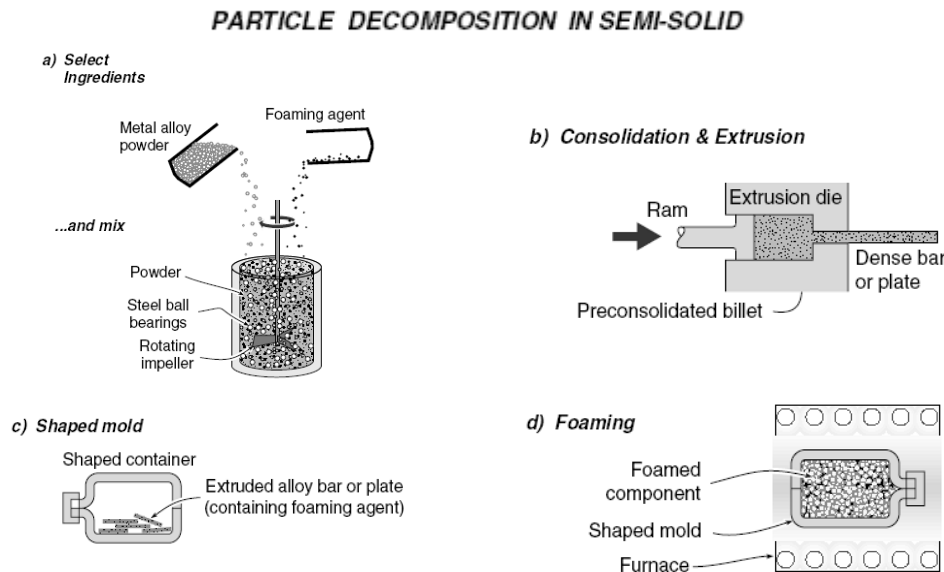 PARTICLE DECOMPOSITION IN SEMI-SOLID
a) Select
Ingredients
Metal alloy
powder
Foaming agent
...and mix
Powder
Steel ball
bearings
Rotating
impeller
b) Consolidation & Extrusion
Extrusion die
Ram
Dense bar
or plate
Preconsolidated billet
c) Shaped mold
Shaped container
Extruded alloy bar or plate
(containing foaming agent)
d) Foaming
Foamed
component
Shaped mold
Furnace